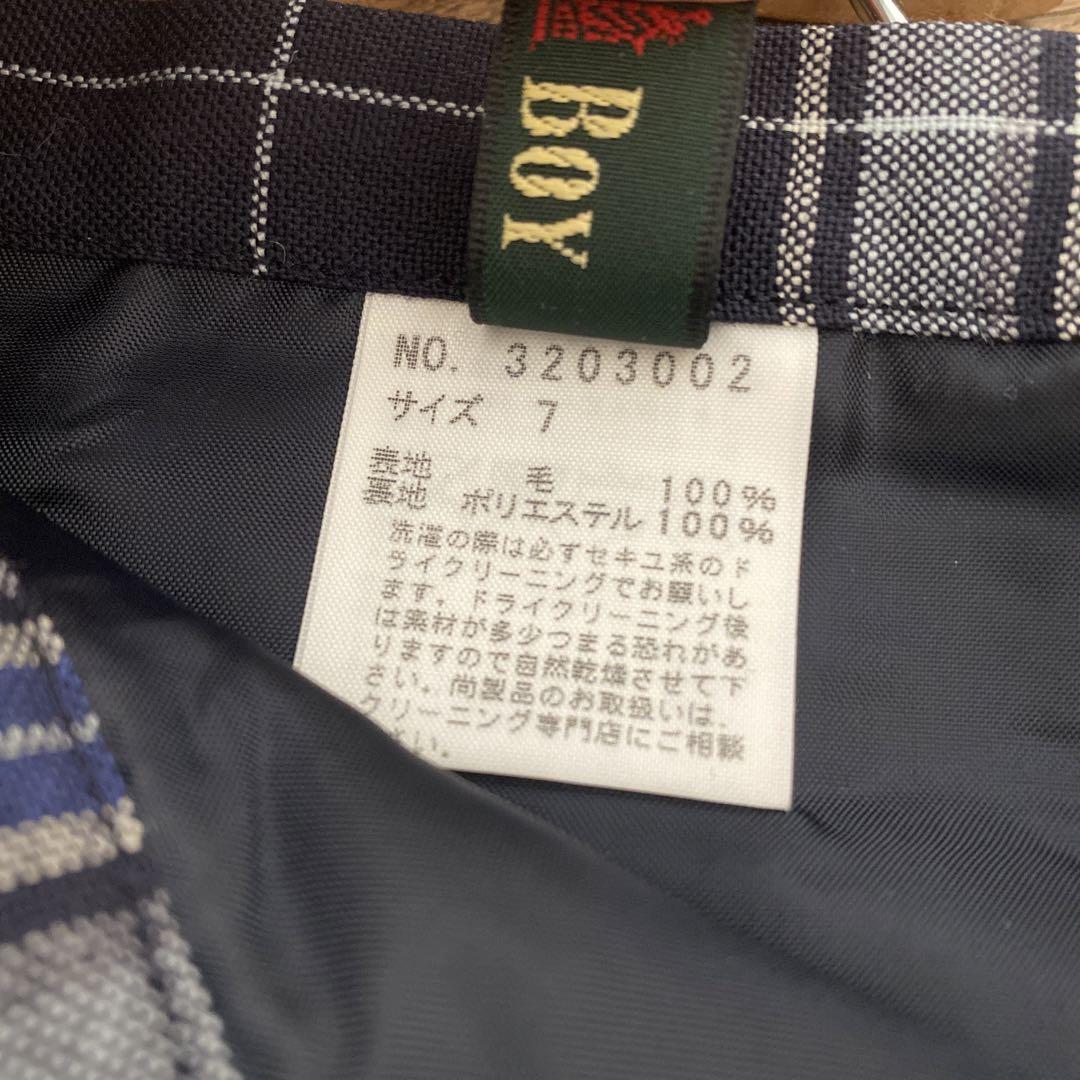 BOY
NO. 3203002
サイズ 7
表地 毛 100%
裏地 ポリエステル 100%
洗濯の際は必ずセキユ系のド
ライクリーニングでお願いし
ます。ドライクリーニング後
は素材が多少つまる恐れがあ
りますので自然乾燥させて下
さい。尚製品のお取扱いは、
クリーニング専門店にご相談
さい。